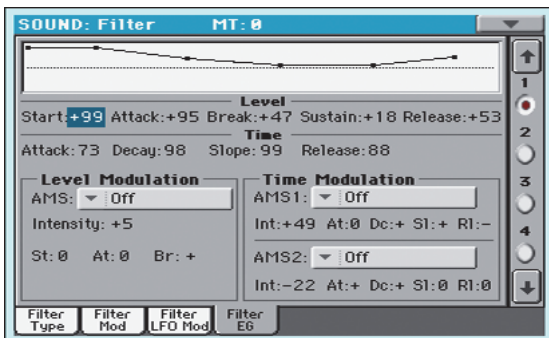 SOUND: Filter MT:0
Level
Start:+99 Attack:+95 Break:+47 Sustain:+18 Release:+53
Time
Attack:73 Decay:98 Slope:99 Release:88
Level Modulation
AMS: Off
Intensity: +5
St:0 At:0 Br:+
Time Modulation
AMS1: Off
Int:+49 At:0 Dc:+ Sl:+ Rl:-
AMS2: Off
Int:-22 At:+ Dc:+ Sl:0 Rl:0
1
2
3
4
Filter Type
Filter Mod
Filter LFO Mod
Filter EG